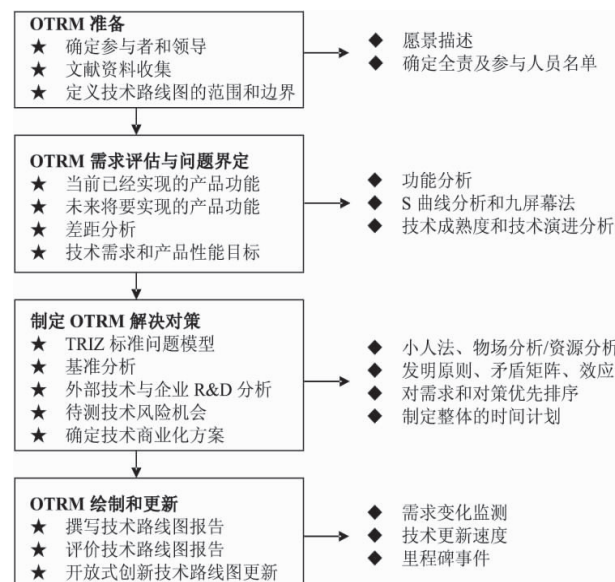 OTRM 准备
★ 确定参与者和领导
★ 文献资料收集
★ 定义技术路线图的范围和边界
◆ 愿景描述
◆ 确定全责及参与人员名单
OTRM 需求评估与问题界定
★ 当前已经实现的产品功能
★ 未来将要实现的产品功能
★ 差距分析
★ 技术需求和产品性能目标
◆ 功能分析
◆ S 曲线分析和九屏幕法
◆ 技术成熟度和技术演进分析
制定 OTRM 解决对策
★ TRIZ 标准问题模型
★ 基准分析
★ 外部技术与企业 R&D 分析
★ 待测技术风险机会
★ 确定技术商业化方案
◆ 小人法、物场分析/资源分析
◆ 发明原则、矛盾矩阵、效应
◆ 对需求和对策优先排序
◆ 制定整体的时间计划
OTRM 绘制和更新
★ 撰写技术路线图报告
★ 评价技术路线图报告
★ 开放式创新技术路线图更新
◆ 需求变化监测
◆ 技术更新速度
◆ 里程碑事件